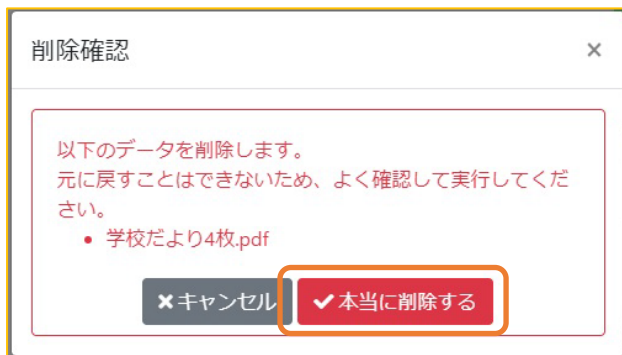 削除確認
×
以下のデータを削除します。
元に戻すことはできないため、よく確認して実行してくだ
さい。
• 学校だより4枚.pdf
✖キャンセル ✔本当に削除する